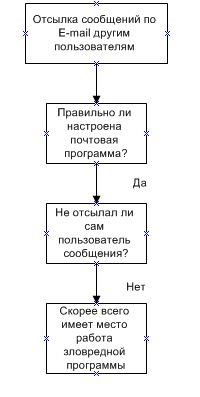 Отсылка сообщений по
E-mail другим
пользователям
Правильно ли
настроена
почтовая
программа?
Да
Не отсылал ли
сам
пользователь
сообщения?
Нет
Скорее всего
имеет место
работа
зловредной
программы